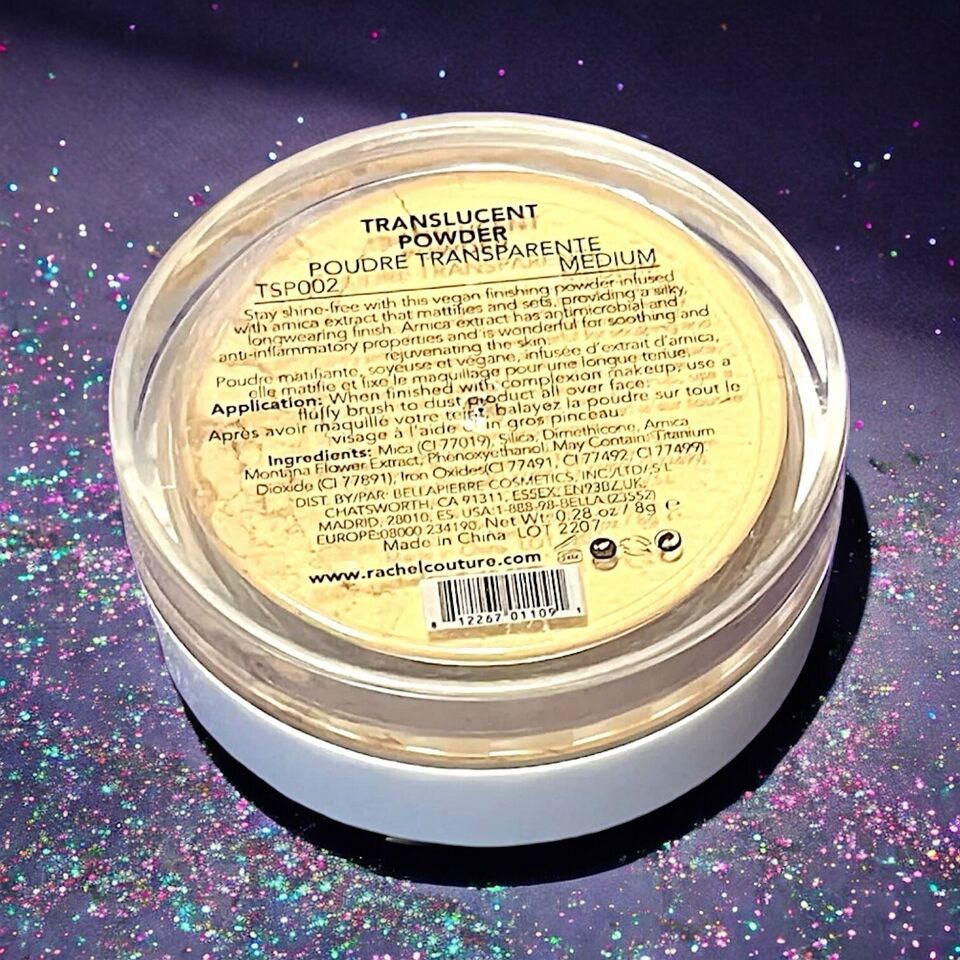 TRANSLUCENT
POWDER
POUDRE TRANSPARENTE
TSP002 MEDIUM
Stay shine-free with this vegan finishing powder infused
with arnica extract that mattifies and sets, providing a silky,
longwearing finish. Arnica extract has antimicrobial and
anti-inflammatory properties and is wonderful for soothing and
rejuvenating the skin.
Poudre matifiante, soyeuse et végane, infusée d'extrait d'arnica,
elle matifie et fixe le maquillage pour une longue tenue.
Application: When finished with complexion makeup, use a
fluffy brush to dust product all over face.
Après avoir maquillé votre teint, balayez la poudre sur tout le
visage à l'aide d'un gros pinceau.
Ingredients: Mica (CI 77019), Silica, Dimethicone, Arnica
Montana Flower Extract, Phenoxyethanol. May Contain: Titanium
Dioxide (CI 77891), Iron Oxides(CI 77491, CI 77492, CI 77499)
DIST. BY/PAR: BELLAPIERRE COSMETICS, INC./LTD/S.L
CHATSWORTH, CA 91311, ESSEX, EN93BZ,UK.
MADRID, 28010, ES. USA:1-888-98-BELLA (23552)
EUROPE:08000 234190. Net Wt: 0.28 oz / 8g ℮
Made in China LOT 2207
www.rachelcouture.com
8 12267 01109 1